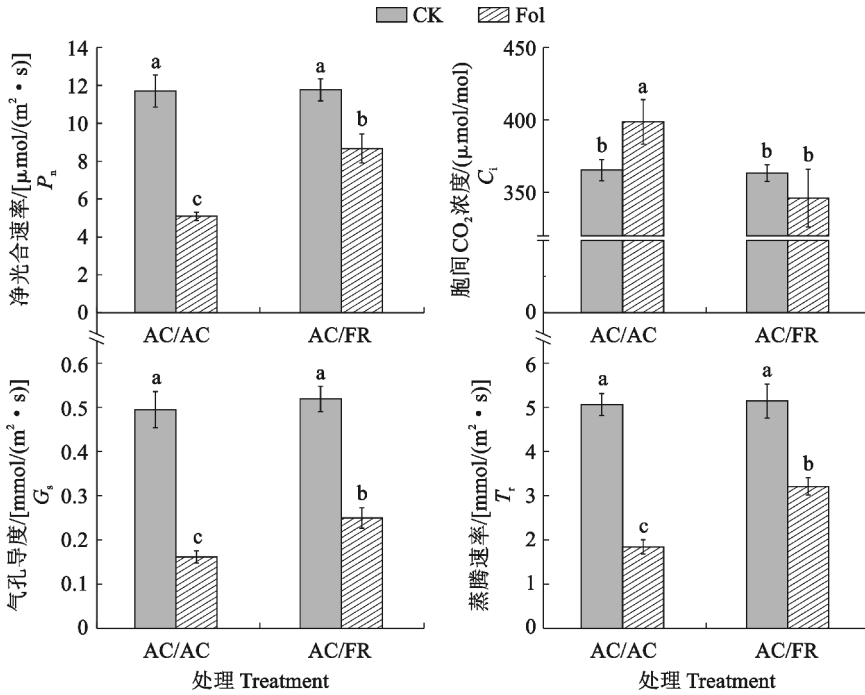 CK Fol
净光合速率/[μmol/(m²•s)]
Pn
14
12
10
8
6
4
2
0
a
c
a
b
AC/AC AC/FR
胞间CO₂浓度/(μmol/mol)
Ci
450
400
350
0
b
a
b
b
AC/AC AC/FR
气孔导度/[mmol/(m²•s)]
Gs
0.6
0.5
0.4
0.3
0.2
0.1
0
a
c
a
b
AC/AC AC/FR
处理 Treatment
蒸腾速率/[mmol/(m²•s)]
Tr
6
5
4
3
2
1
0
a
c
a
b
AC/AC AC/FR
处理 Treatment